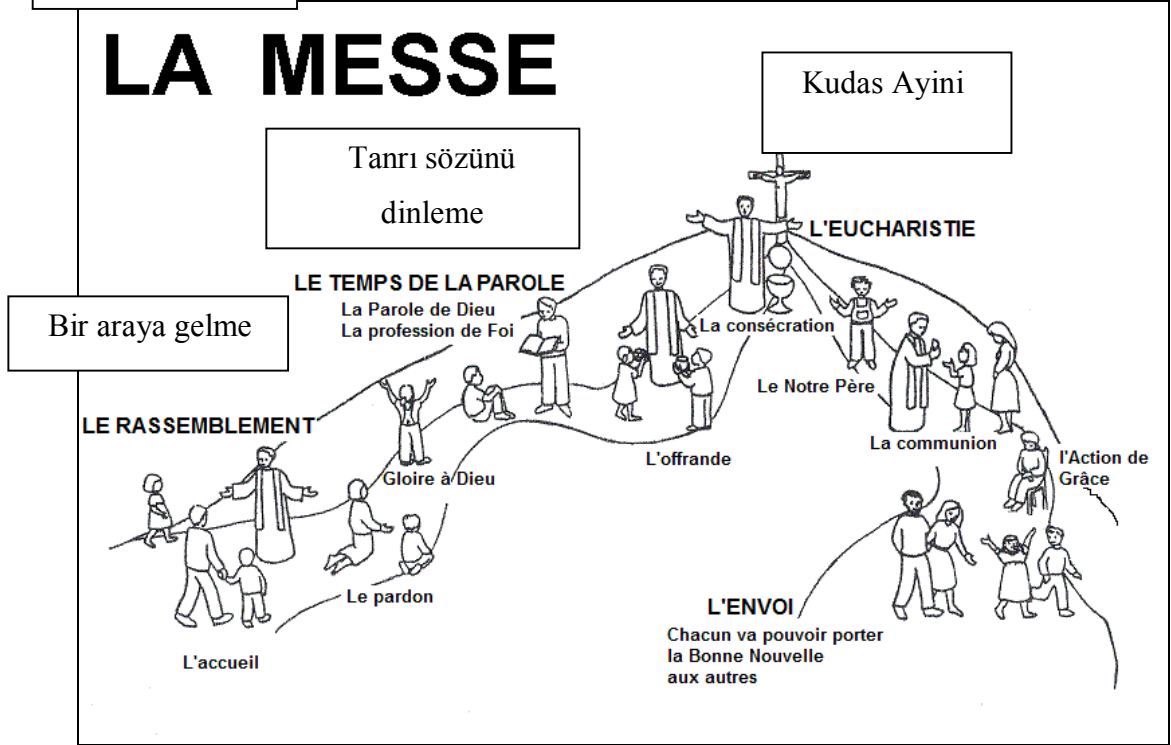 LA MESSE
Kudas Ayini
Tanrı sözünü
dinleme
L'EUCHARISTIE
LE TEMPS DE LA PAROLE
La Parole de Dieu
La profession de Foi
Bir araya gelme
La consécration
Le Notre Père
LE RASSEMBLEMENT
La communion
L'offrande
l'Action de
Grâce
Gloire à Dieu
Le pardon
L'ENVOI
Chacun va pouvoir porter
la Bonne Nouvelle
aux autres
L'accueil